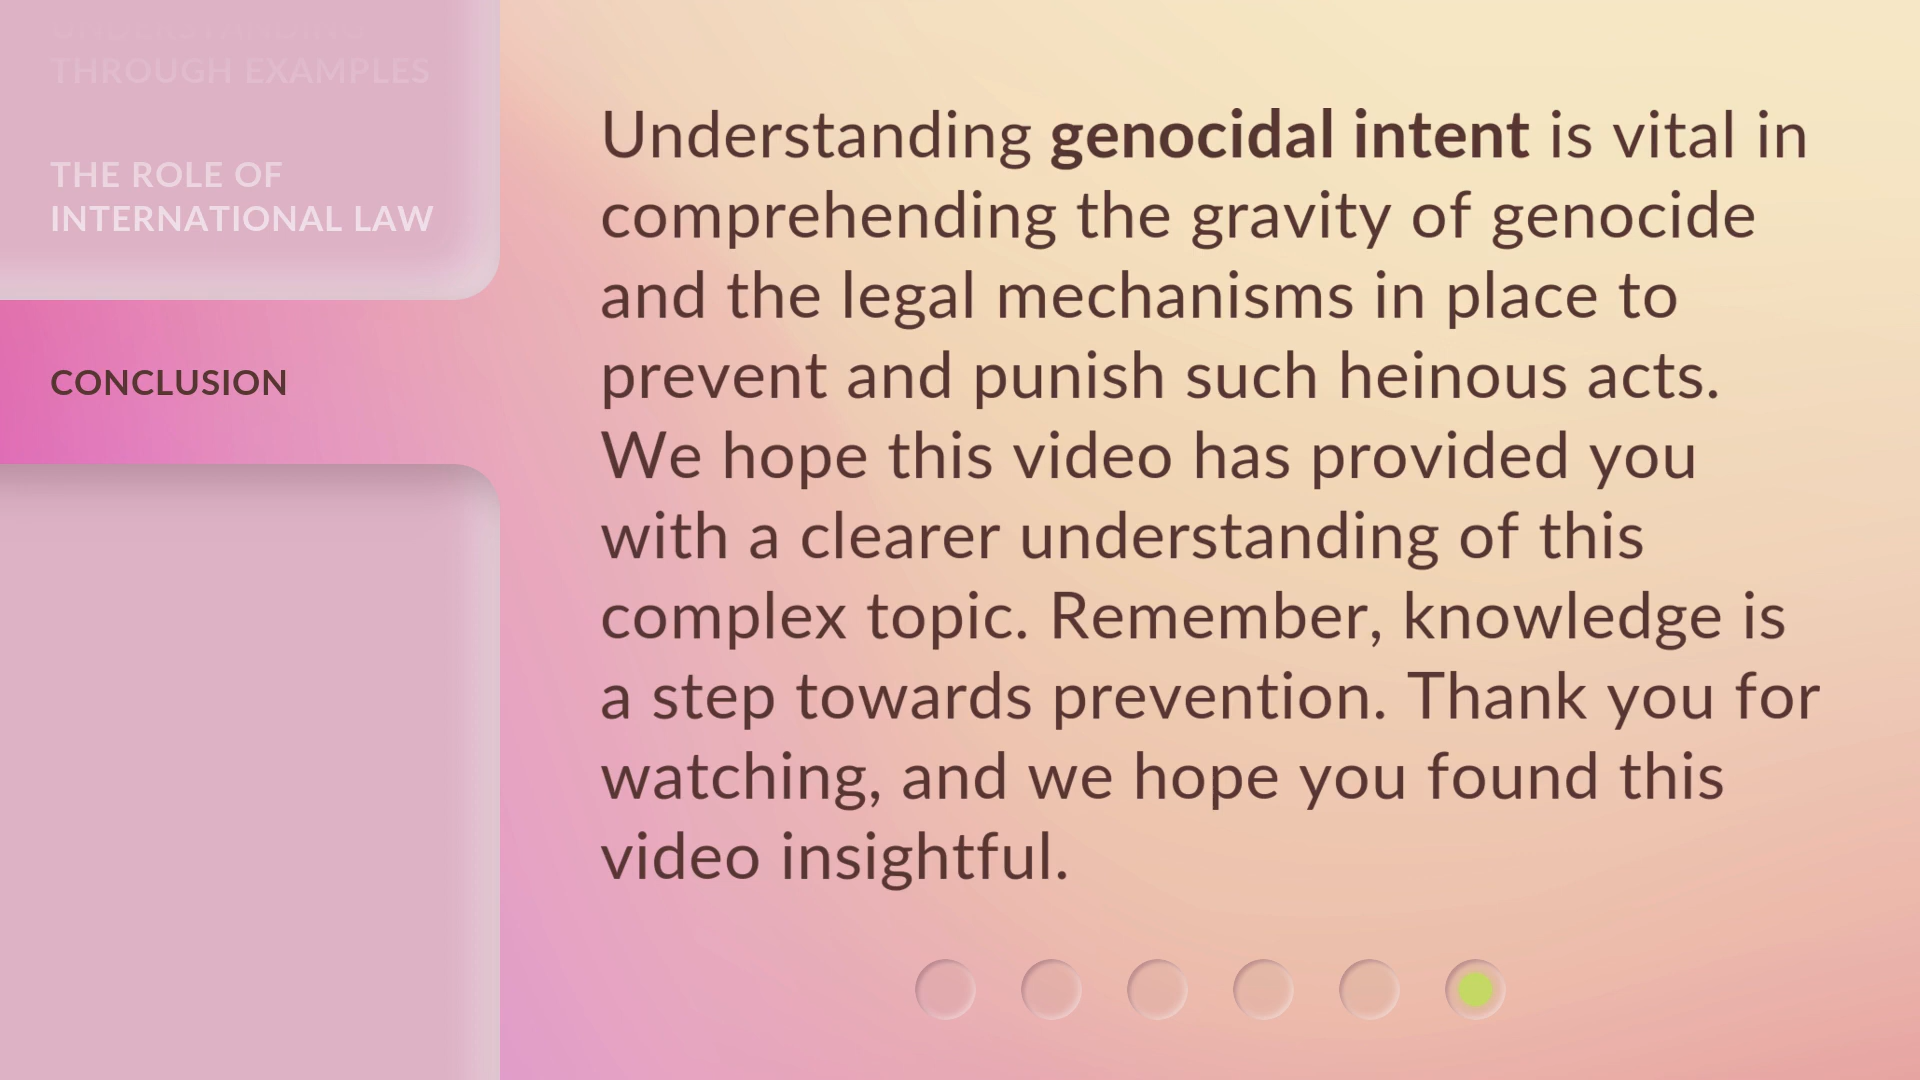 UNDERSTANDING
THROUGH EXAMPLES
THE ROLE OF
INTERNATIONAL LAW
CONCLUSION
Understanding genocidal intent is vital in
comprehending the gravity of genocide
and the legal mechanisms in place to
prevent and punish such heinous acts.
We hope this video has provided you
with a clearer understanding of this
complex topic. Remember, knowledge is
a step towards prevention. Thank you for
watching, and we hope you found this
video insightful.